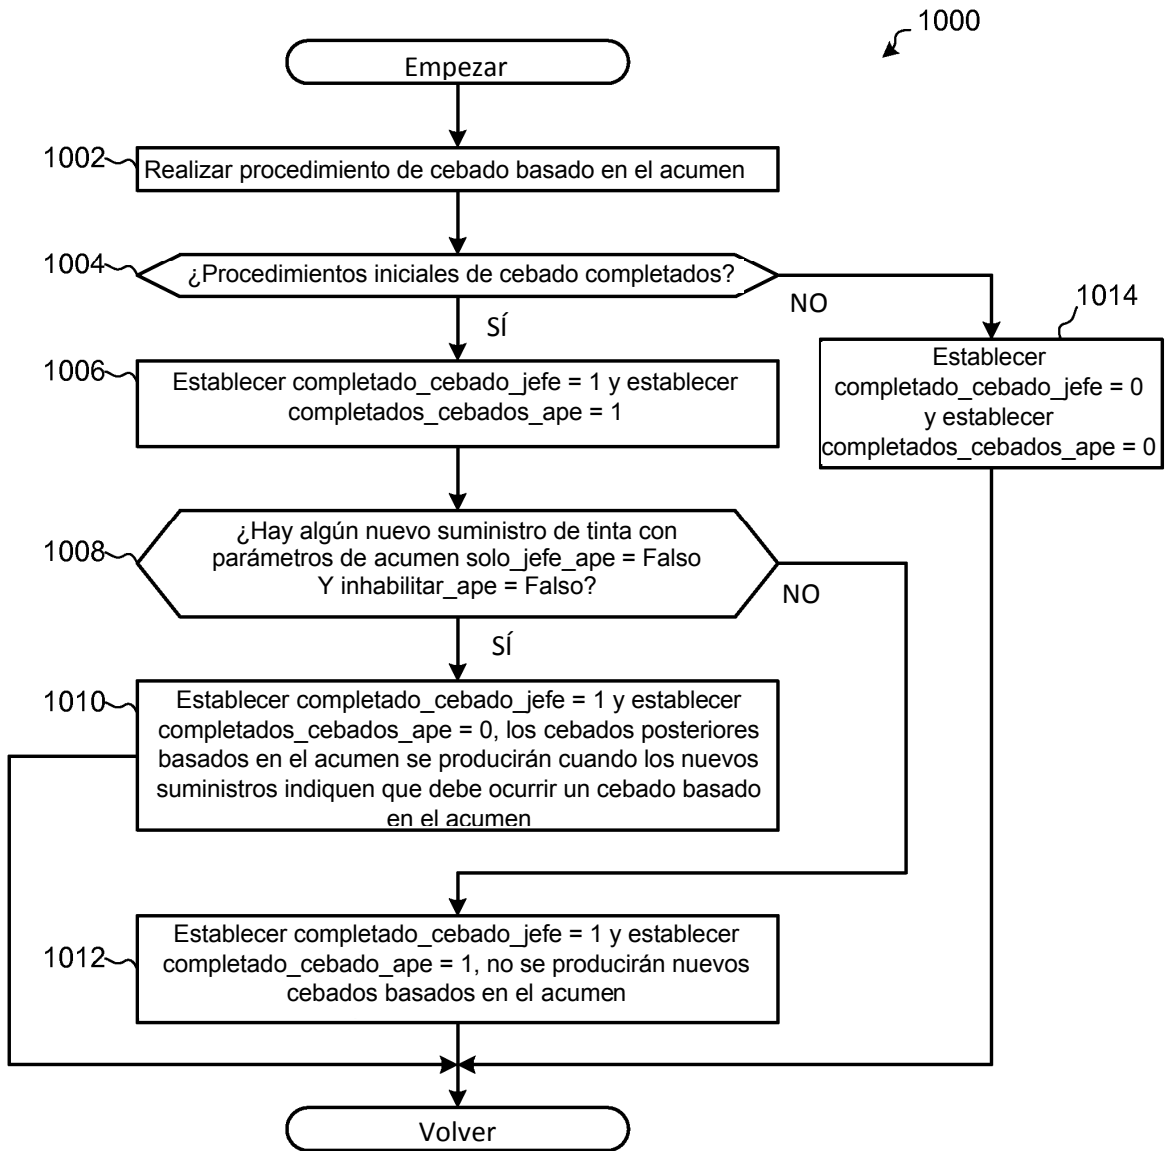 1000
Empezar
1002
Realizar procedimiento de cebado basado en el acumen
1004
¿Procedimientos iniciales de cebado completados?
NO
SÍ
1014
Establecer
completado_cebado_jefe = 0
y establecer
completados_cebados_ape = 0
1006
Establecer completado_cebado_jefe = 1 y establecer
completados_cebados_ape = 1
1008
¿Hay algún nuevo suministro de tinta con
parámetros de acumen solo_jefe_ape = Falso
Y inhabilitar_ape = Falso?
NO
SÍ
1010
Establecer completado_cebado_jefe = 1 y establecer
completados_cebados_ape = 0, los cebados posteriores
basados en el acumen se producirán cuando los nuevos
suministros indiquen que debe ocurrir un cebado basado
en el acumen
1012
Establecer completado_cebado_jefe = 1 y establecer
completado_cebado_ape = 1, no se producirán nuevos
cebados basados en el acumen
Volver